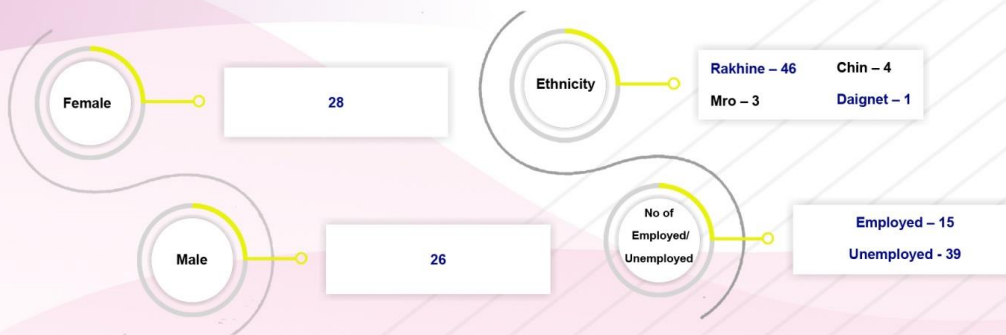 Female
28
Male
26
Ethnicity
Rakhine – 46 Chin – 4
Mro – 3 Daignet – 1
No of
Employed/
Unemployed
Employed – 15
Unemployed - 39